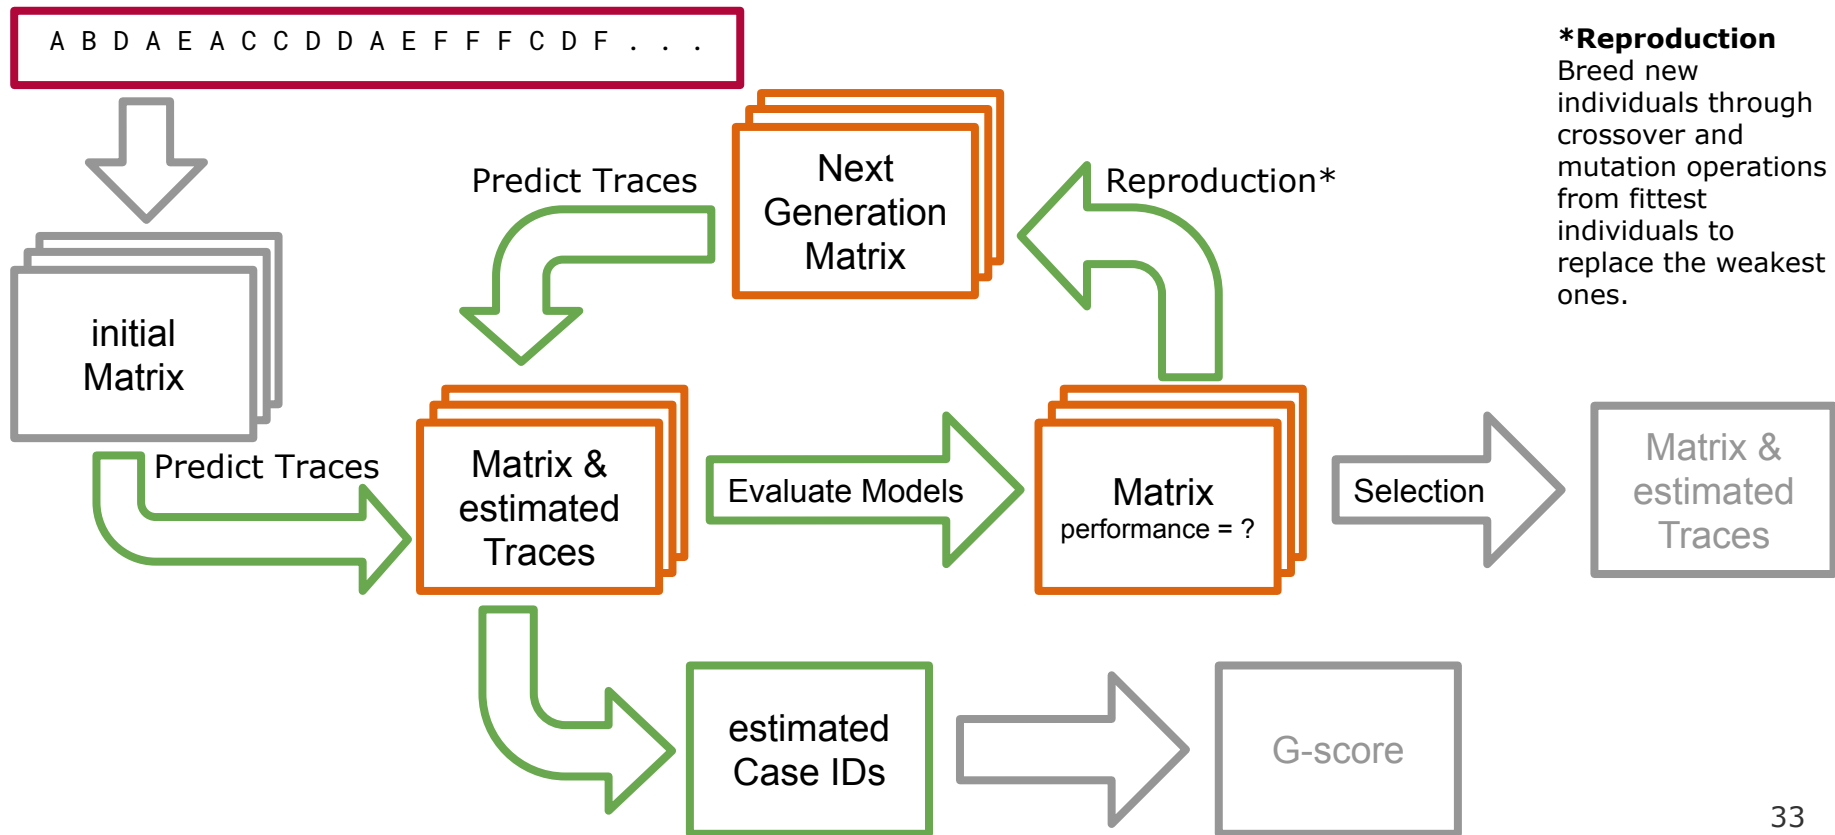 A B D A E A C C D D A E F F F C D F . . .
*Reproduction
Breed new
individuals through
crossover and
mutation operations
from fittest
individuals to
replace the weakest
ones.
Predict Traces
Next
Generation
Matrix
Reproduction*
initial
Matrix
Predict Traces
Matrix &
estimated
Traces
Evaluate Models
Matrix
performance = ?
Selection
Matrix &
estimated
Traces
estimated
Case IDs
G-score
33